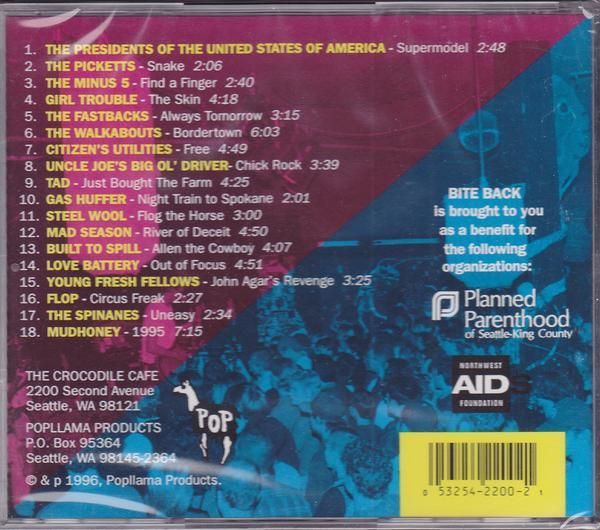 1. THE PRESIDENTS OF THE UNITED STATES OF AMERICA - Supermodel 2:48
2. THE PICKETTS - Snake 2:06
3. THE MINUS 5 - Find a Finger 2:40
4. GIRL TROUBLE - The Skin 4:18
5. THE FASTBACKS - Always Tomorrow 3:15
6. THE WALKABOUTS - Bordertown 6:03
7. CITIZEN'S UTILITIES - Free 4:49
8. UNCLE JOE'S BIG OL' DRIVER- Chick Rock 3:39
9. TAD - Just Bought The Farm 4:25
10. GAS HUFFER - Night Train to Spokane 2:01
11. STEEL WOOL - Flog the Horse 3:00
12. MAD SEASON - River of Deceit 4:50
13. BUILT TO SPILL - Allen the Cowboy 4:07
14. LOVE BATTERY - Out of Focus 4:51
15. YOUNG FRESH FELLOWS - John Agar's Revenge 3:25
16. FLOP - Circus Freak 2:27
17. THE SPINANES - Uneasy 2:34
18. MUDHONEY - 1995 7:15
BITE BACK
is brought to you
as a benefit for
the following
organizations:
Planned
Parenthood
of Seattle-King County
NORTHWEST
AIDS
FOUNDATION
THE CROCODILE CAFE
2200 Second Avenue
Seattle, WA 98121
POPLLAMA PRODUCTS
P.O. Box 95364
Seattle, WA 98145-2364
© & p 1996, Popllama Products.
POP
0 53254-2200-2 1